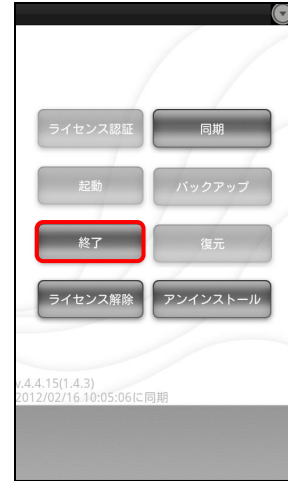 ライセンス認証
同期
起動
バックアップ
終了
復元
ライセンス解除
アンインストール
v.4.4.15(1.4.3)
2012/02/16 10:05:06に同期